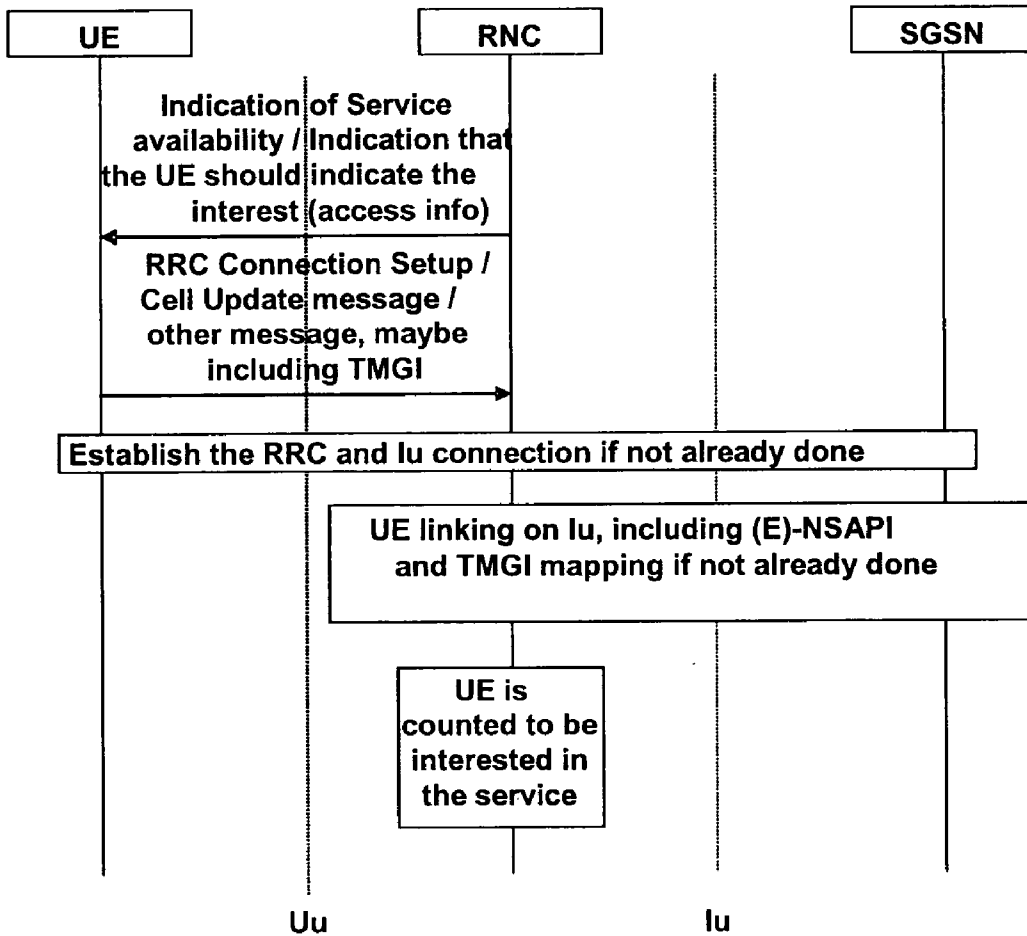 UE
RNC
SGSN
Indication of Service
availability / Indication that
the UE should indicate the
interest (access info)
RRC Connection Setup /
Cell Update message /
other message, maybe
including TMGI
Establish the RRC and Iu connection if not already done
UE linking on Iu, including (E)-NSAPI
and TMGI mapping if not already done
UE is
counted to be
interested in
the service
Uu
Iu